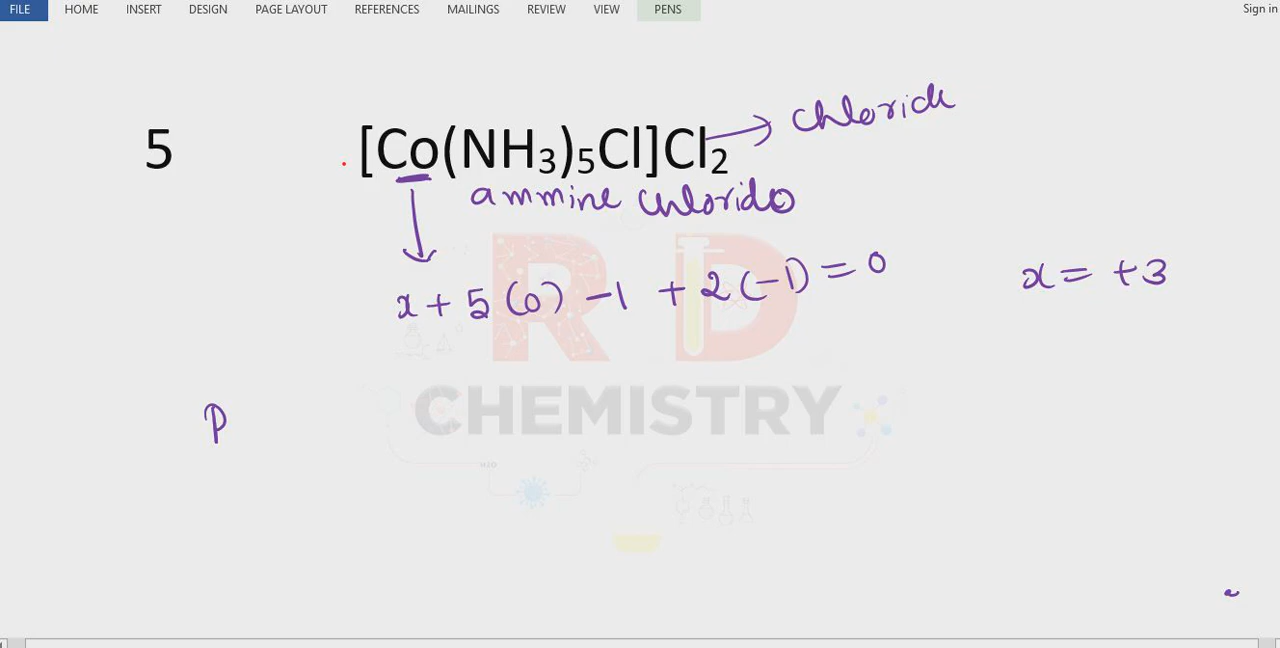 FILE HOME INSERT DESIGN PAGE LAYOUT REFERENCES MAILINGS REVIEW VIEW PENS Sign in
5 [Co(NH₃)₅Cl]Cl₂ → chloride
ammine chlorido
x + 5(0) -1 + 2(-1) = 0 x = +3
RD
CHEMISTRY
P
H2O